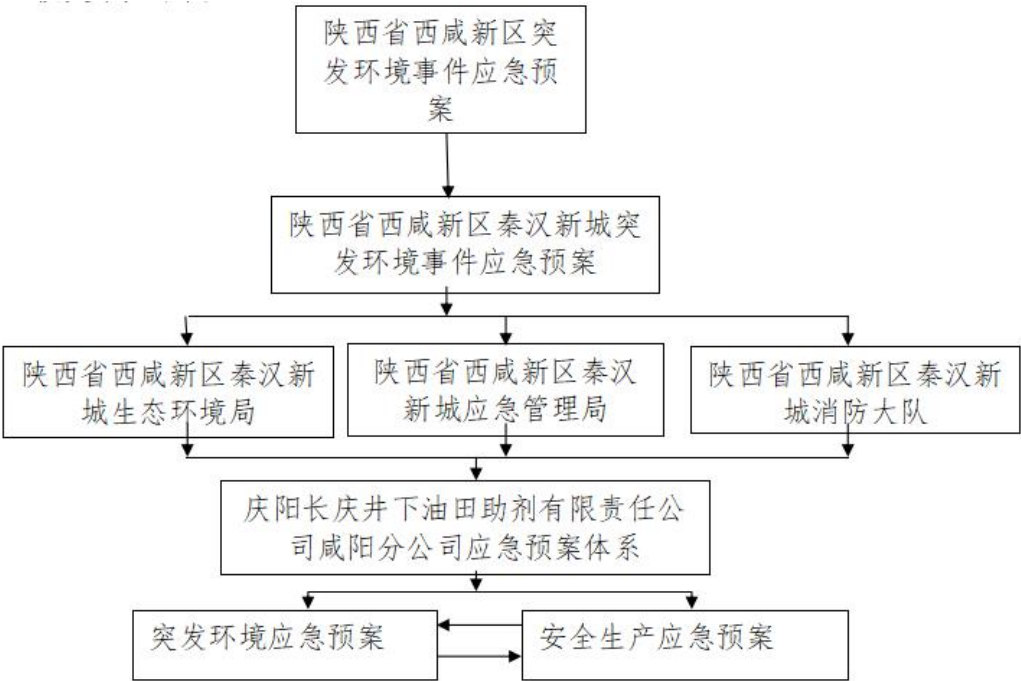 陕西省西咸新区突
发环境事件应急预
案
陕西省西咸新区秦汉新城突
发环境事件应急预案
陕西省西咸新区秦汉新
城生态环境局
陕西省西咸新区秦汉
新城应急管理局
陕西省西咸新区秦汉新
城消防大队
庆阳长庆井下油田助剂有限责任公
司咸阳分公司应急预案体系
突发环境应急预案
安全生产应急预案